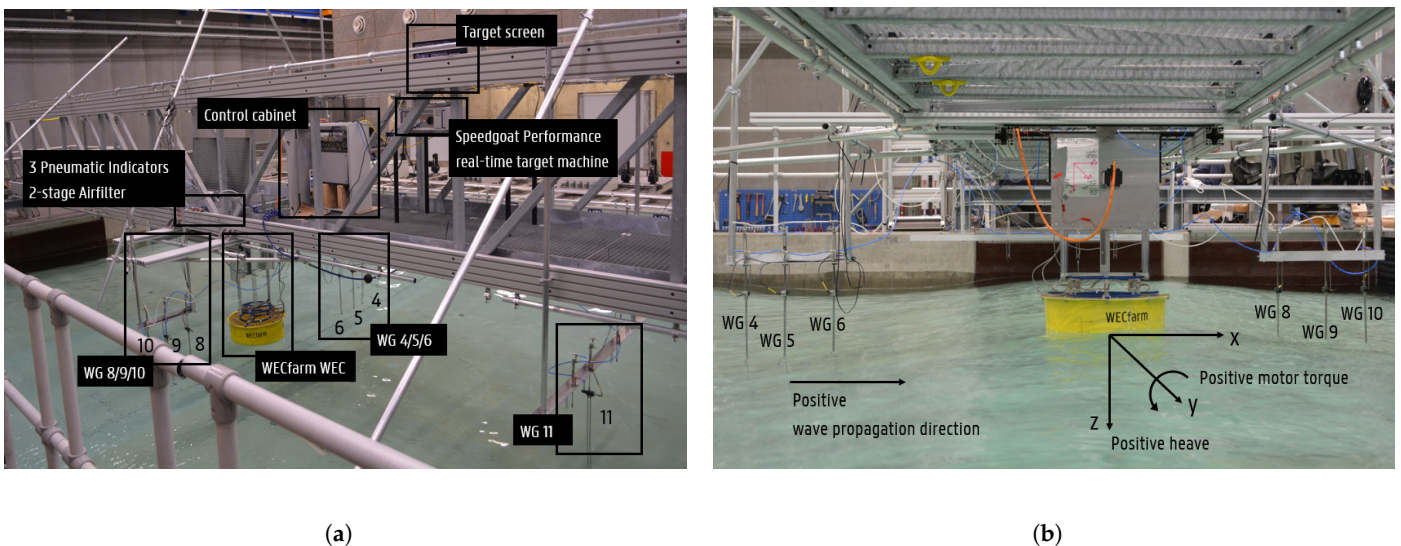 Target screen
Control cabinet
Speedgoat Performance
real-time target machine
3 Pneumatic Indicators
2-stage Airfilter
4
5
6
10
9
8
WECfarm
WG 4/5/6
WG 8/9/10
WECfarm WEC
11
WG 11
(a)
WECfarm
WG 4
WG 5
WG 6
WG 8
WG 9
WG 10
x
Positive motor torque
y
z
Positive heave
Positive
wave propagation direction
(b)